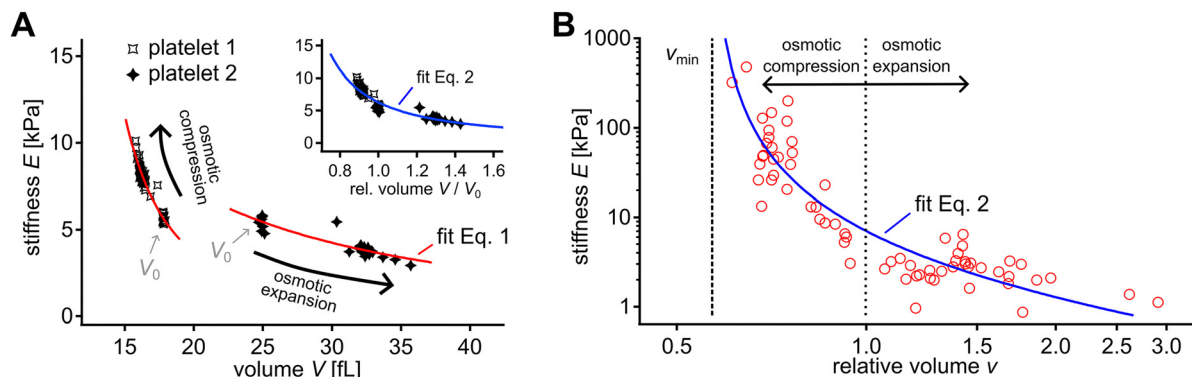 A
stiffness E [kPa]
15
10
5
0
platelet 1
platelet 2
osmotic
compression
V0
V0
fit Eq. 1
osmotic
expansion
15
20
25
30
35
40
volume V [fL]
15
10
5
0
fit Eq. 2
0.8
1.0
1.2
1.4
1.6
rel. volume V / V0
B
stiffness E [kPa]
1000
100
10
1
vmin
osmotic
compression
osmotic
expansion
fit Eq. 2
0.5
1.0
1.5
2.0
2.5
3.0
relative volume v